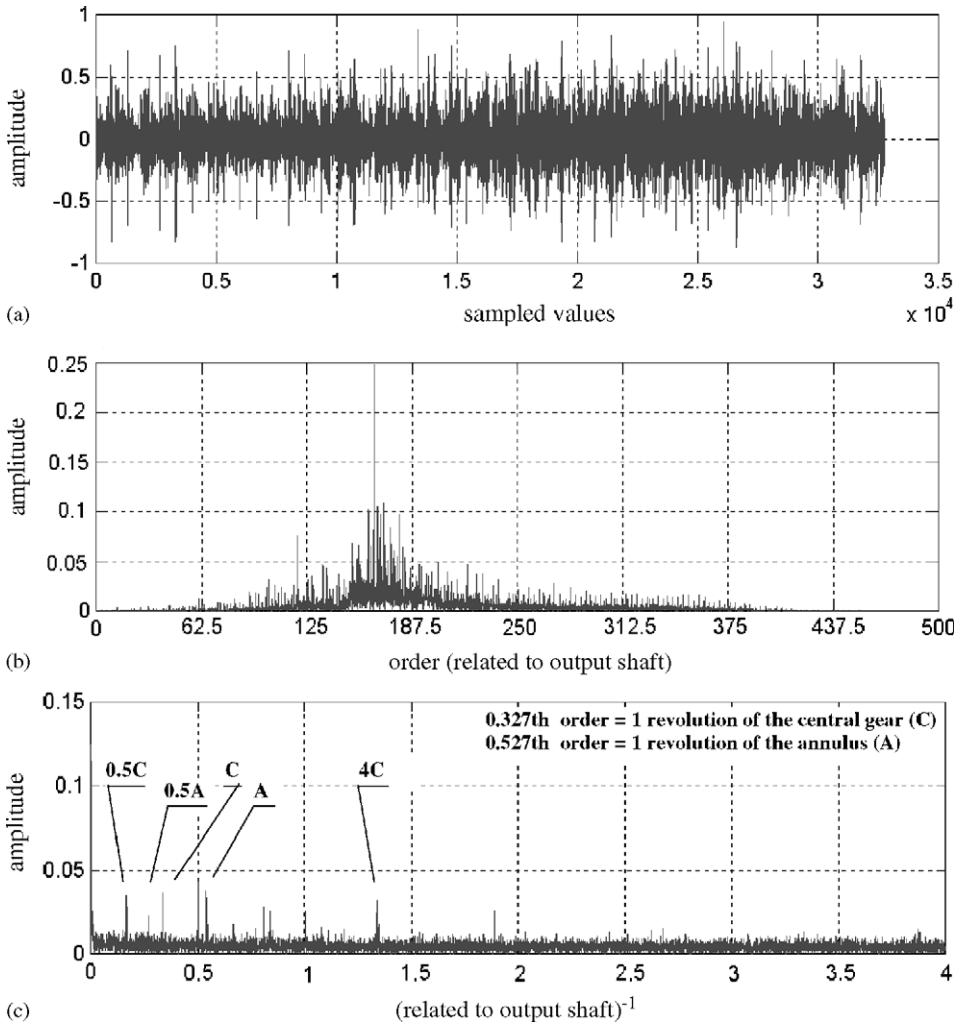 1
0.5
0
-0.5
-1
amplitude
0 0.5 1 1.5 2 2.5 3 3.5
(a) sampled values x 10^4
0.25
0.2
0.15
0.1
0.05
0
amplitude
0 62.5 125 187.5 250 312.5 375 437.5 500
(b) order (related to output shaft)
0.15
0.1
0.05
0
amplitude
0.327th order = 1 revolution of the central gear (C)
0.527th order = 1 revolution of the annulus (A)
0.5C
0.5A
C
A
4C
0 0.5 1 1.5 2 2.5 3 3.5 4
(c) (related to output shaft)^-1